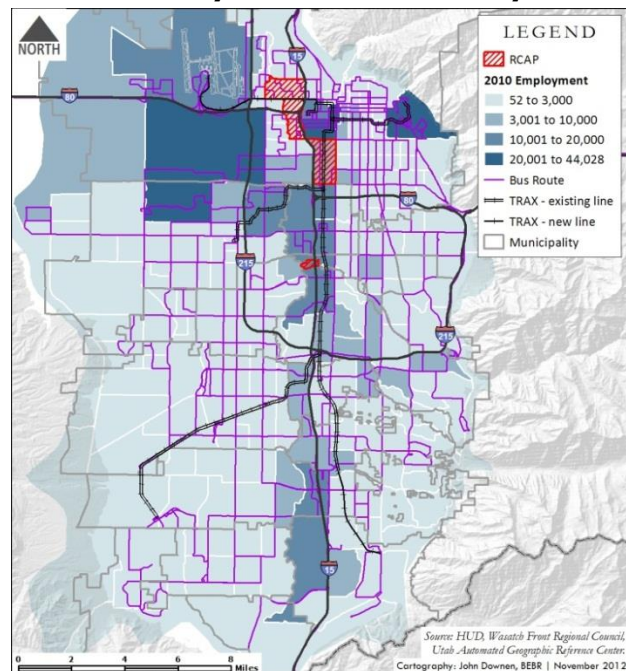 NORTH
LEGEND
RCAP
2010 Employment
52 to 3,000
3,001 to 10,000
10,001 to 20,000
20,001 to 44,028
Bus Route
TRAX - existing line
TRAX - new line
Municipality
15
80
80
215
215
15
0 2 4 6 8
Miles
Source: HUD, Wasatch Front Regional Council,
Utah Automated Geographic Reference Center.
Cartography: John Downen, BEBR | November 2012